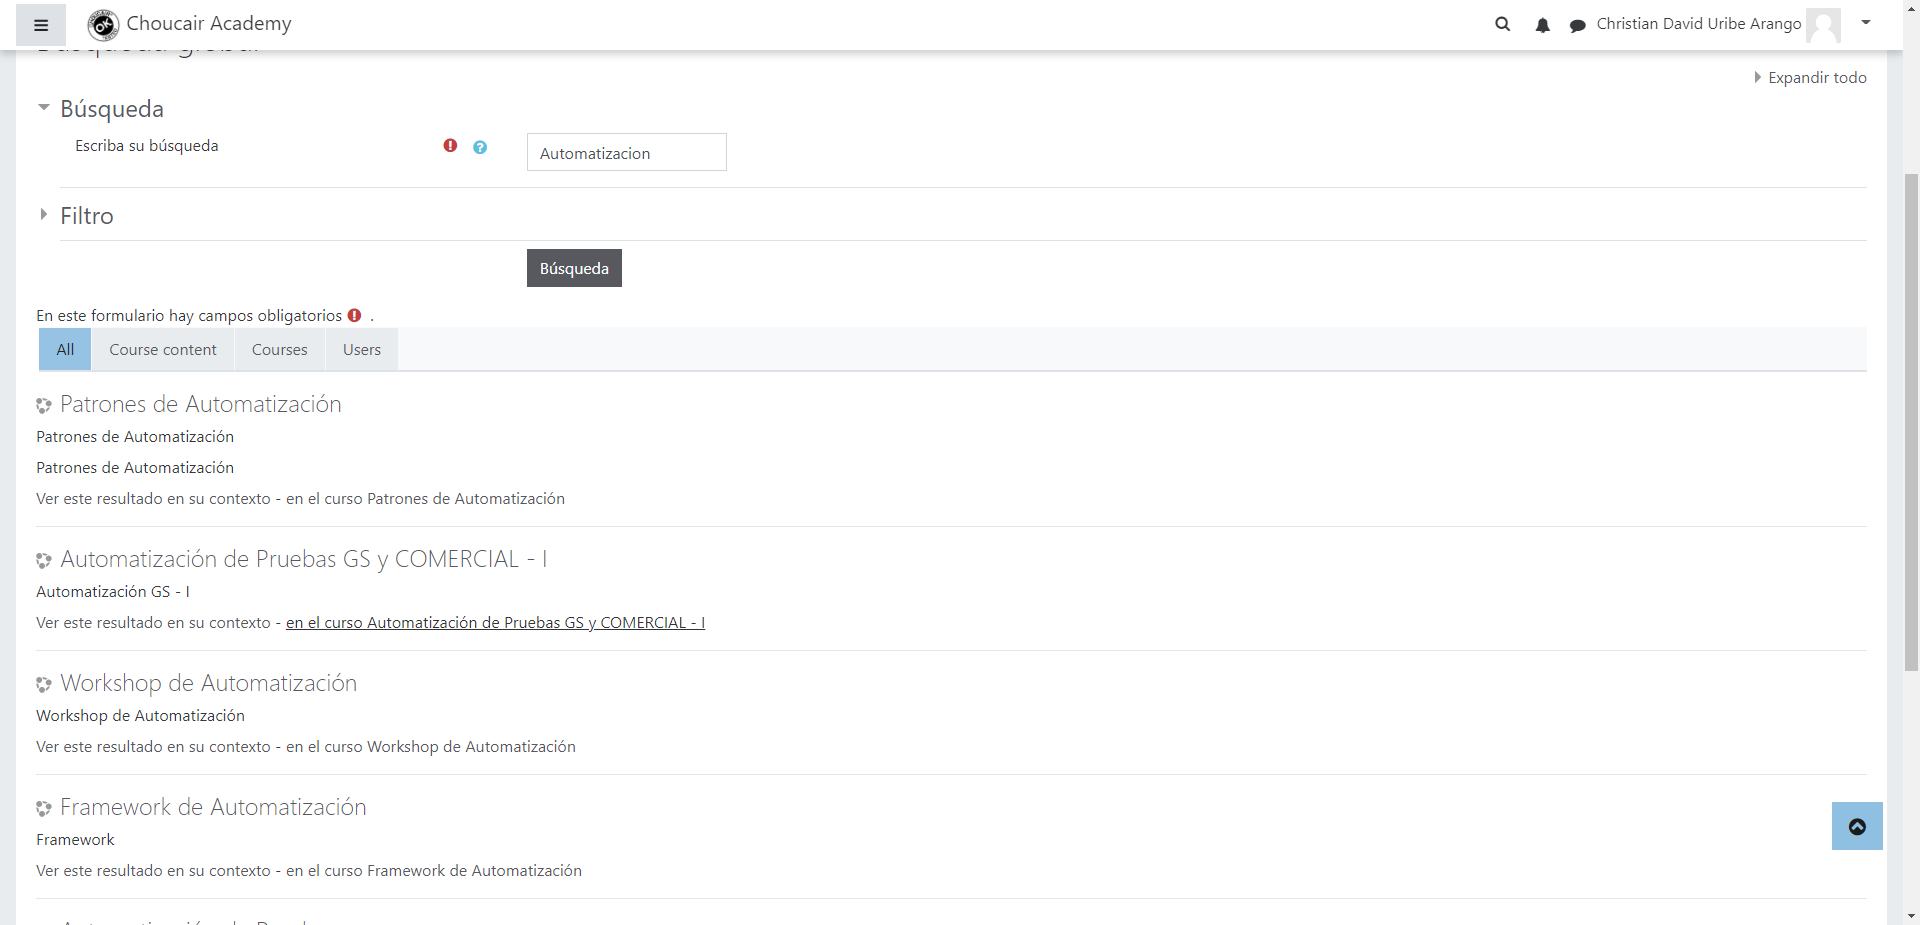 Choucair Academy
Christian David Uribe Arango
Expandir todo
Búsqueda
Escriba su búsqueda
Automatizacion
Filtro
Búsqueda
En este formulario hay campos obligatorios .
All Course content Courses Users
Patrones de Automatización
Patrones de Automatización
Patrones de Automatización
Ver este resultado en su contexto - en el curso Patrones de Automatización
Automatización de Pruebas GS y COMERCIAL - I
Automatización GS - I
Ver este resultado en su contexto - en el curso Automatización de Pruebas GS y COMERCIAL - I
Workshop de Automatización
Workshop de Automatización
Ver este resultado en su contexto - en el curso Workshop de Automatización
Framework de Automatización
Framework
Ver este resultado en su contexto - en el curso Framework de Automatización